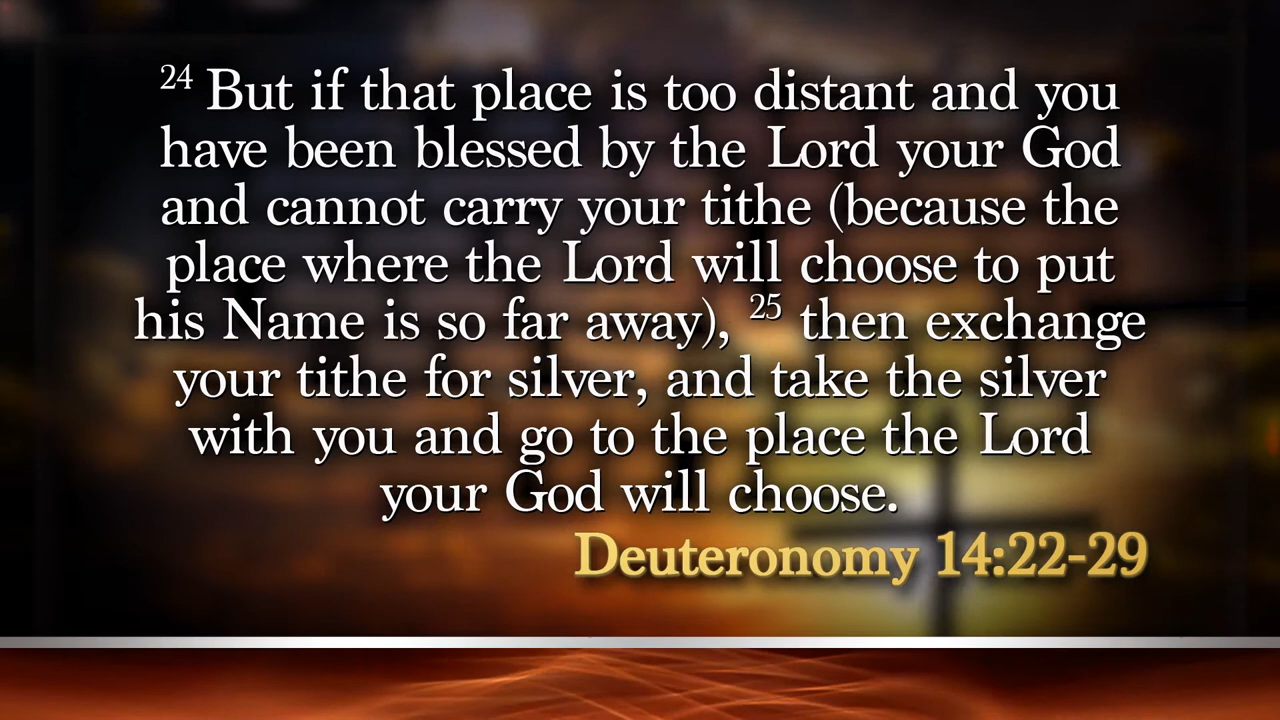 24 But if that place is too distant and you
have been blessed by the Lord your God
and cannot carry your tithe (because the
place where the Lord will choose to put
his Name is so far away), 25 then exchange
your tithe for silver, and take the silver
with you and go to the place the Lord
your God will choose.
Deuteronomy 14:22-29